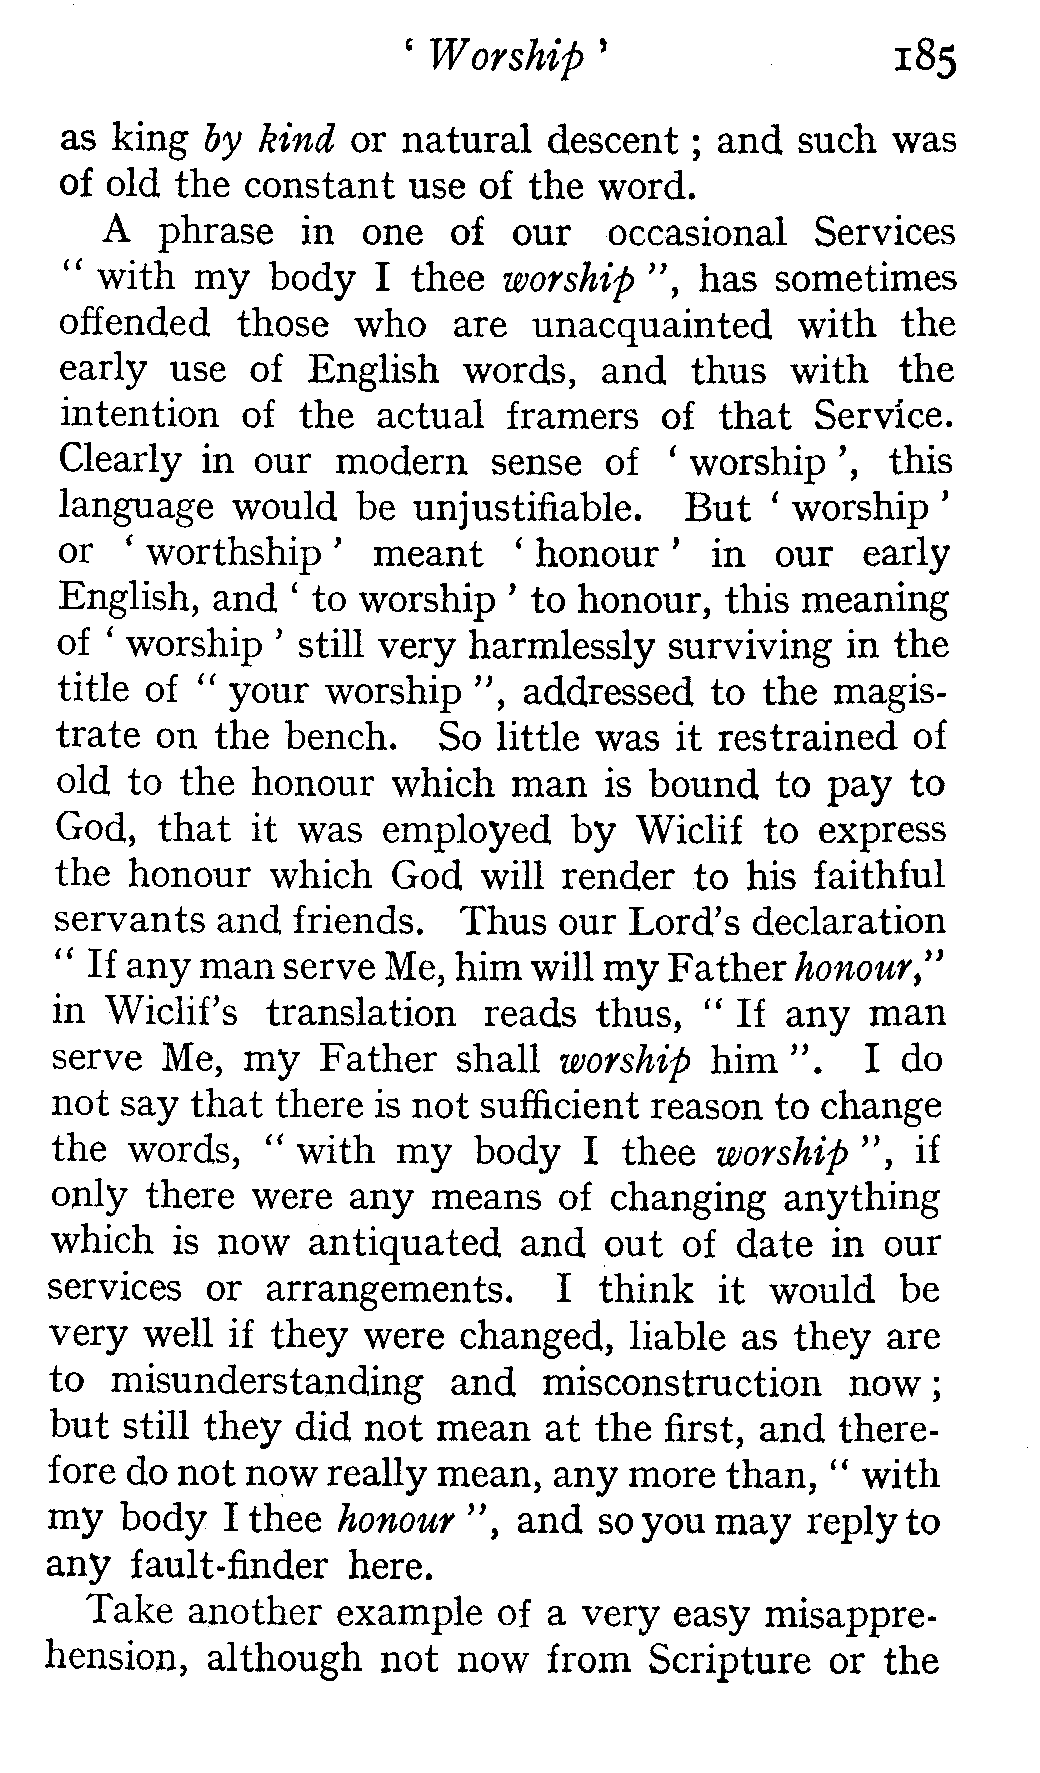 ‘ Worship ’ 185
as king by kind or natural descent ; and such was
of old the constant use of the word.
A phrase in one of our occasional Services
“ with my body I thee worship ”, has sometimes
offended those who are unacquainted with the
early use of English words, and thus with the
intention of the actual framers of that Service.
Clearly in our modern sense of ‘ worship ’, this
language would be unjustifiable. But ‘ worship ’
or ‘ worthship ’ meant ‘ honour ’ in our early
English, and ‘ to worship ’ to honour, this meaning
of ‘ worship ’ still very harmlessly surviving in the
title of “ your worship ”, addressed to the magis-
trate on the bench. So little was it restrained of
old to the honour which man is bound to pay to
God, that it was employed by Wiclif to express
the honour which God will render to his faithful
servants and friends. Thus our Lord’s declaration
“ If any man serve Me, him will my Father honour,”
in Wiclif’s translation reads thus, “ If any man
serve Me, my Father shall worship him ”. I do
not say that there is not sufficient reason to change
the words, “ with my body I thee worship ”, if
only there were any means of changing anything
which is now antiquated and out of date in our
services or arrangements. I think it would be
very well if they were changed, liable as they are
to misunderstanding and misconstruction now ;
but still they did not mean at the first, and there-
fore do not now really mean, any more than, “ with
my body I thee honour ”, and so you may reply to
any fault-finder here.
Take another example of a very easy misappre-
hension, although not now from Scripture or the